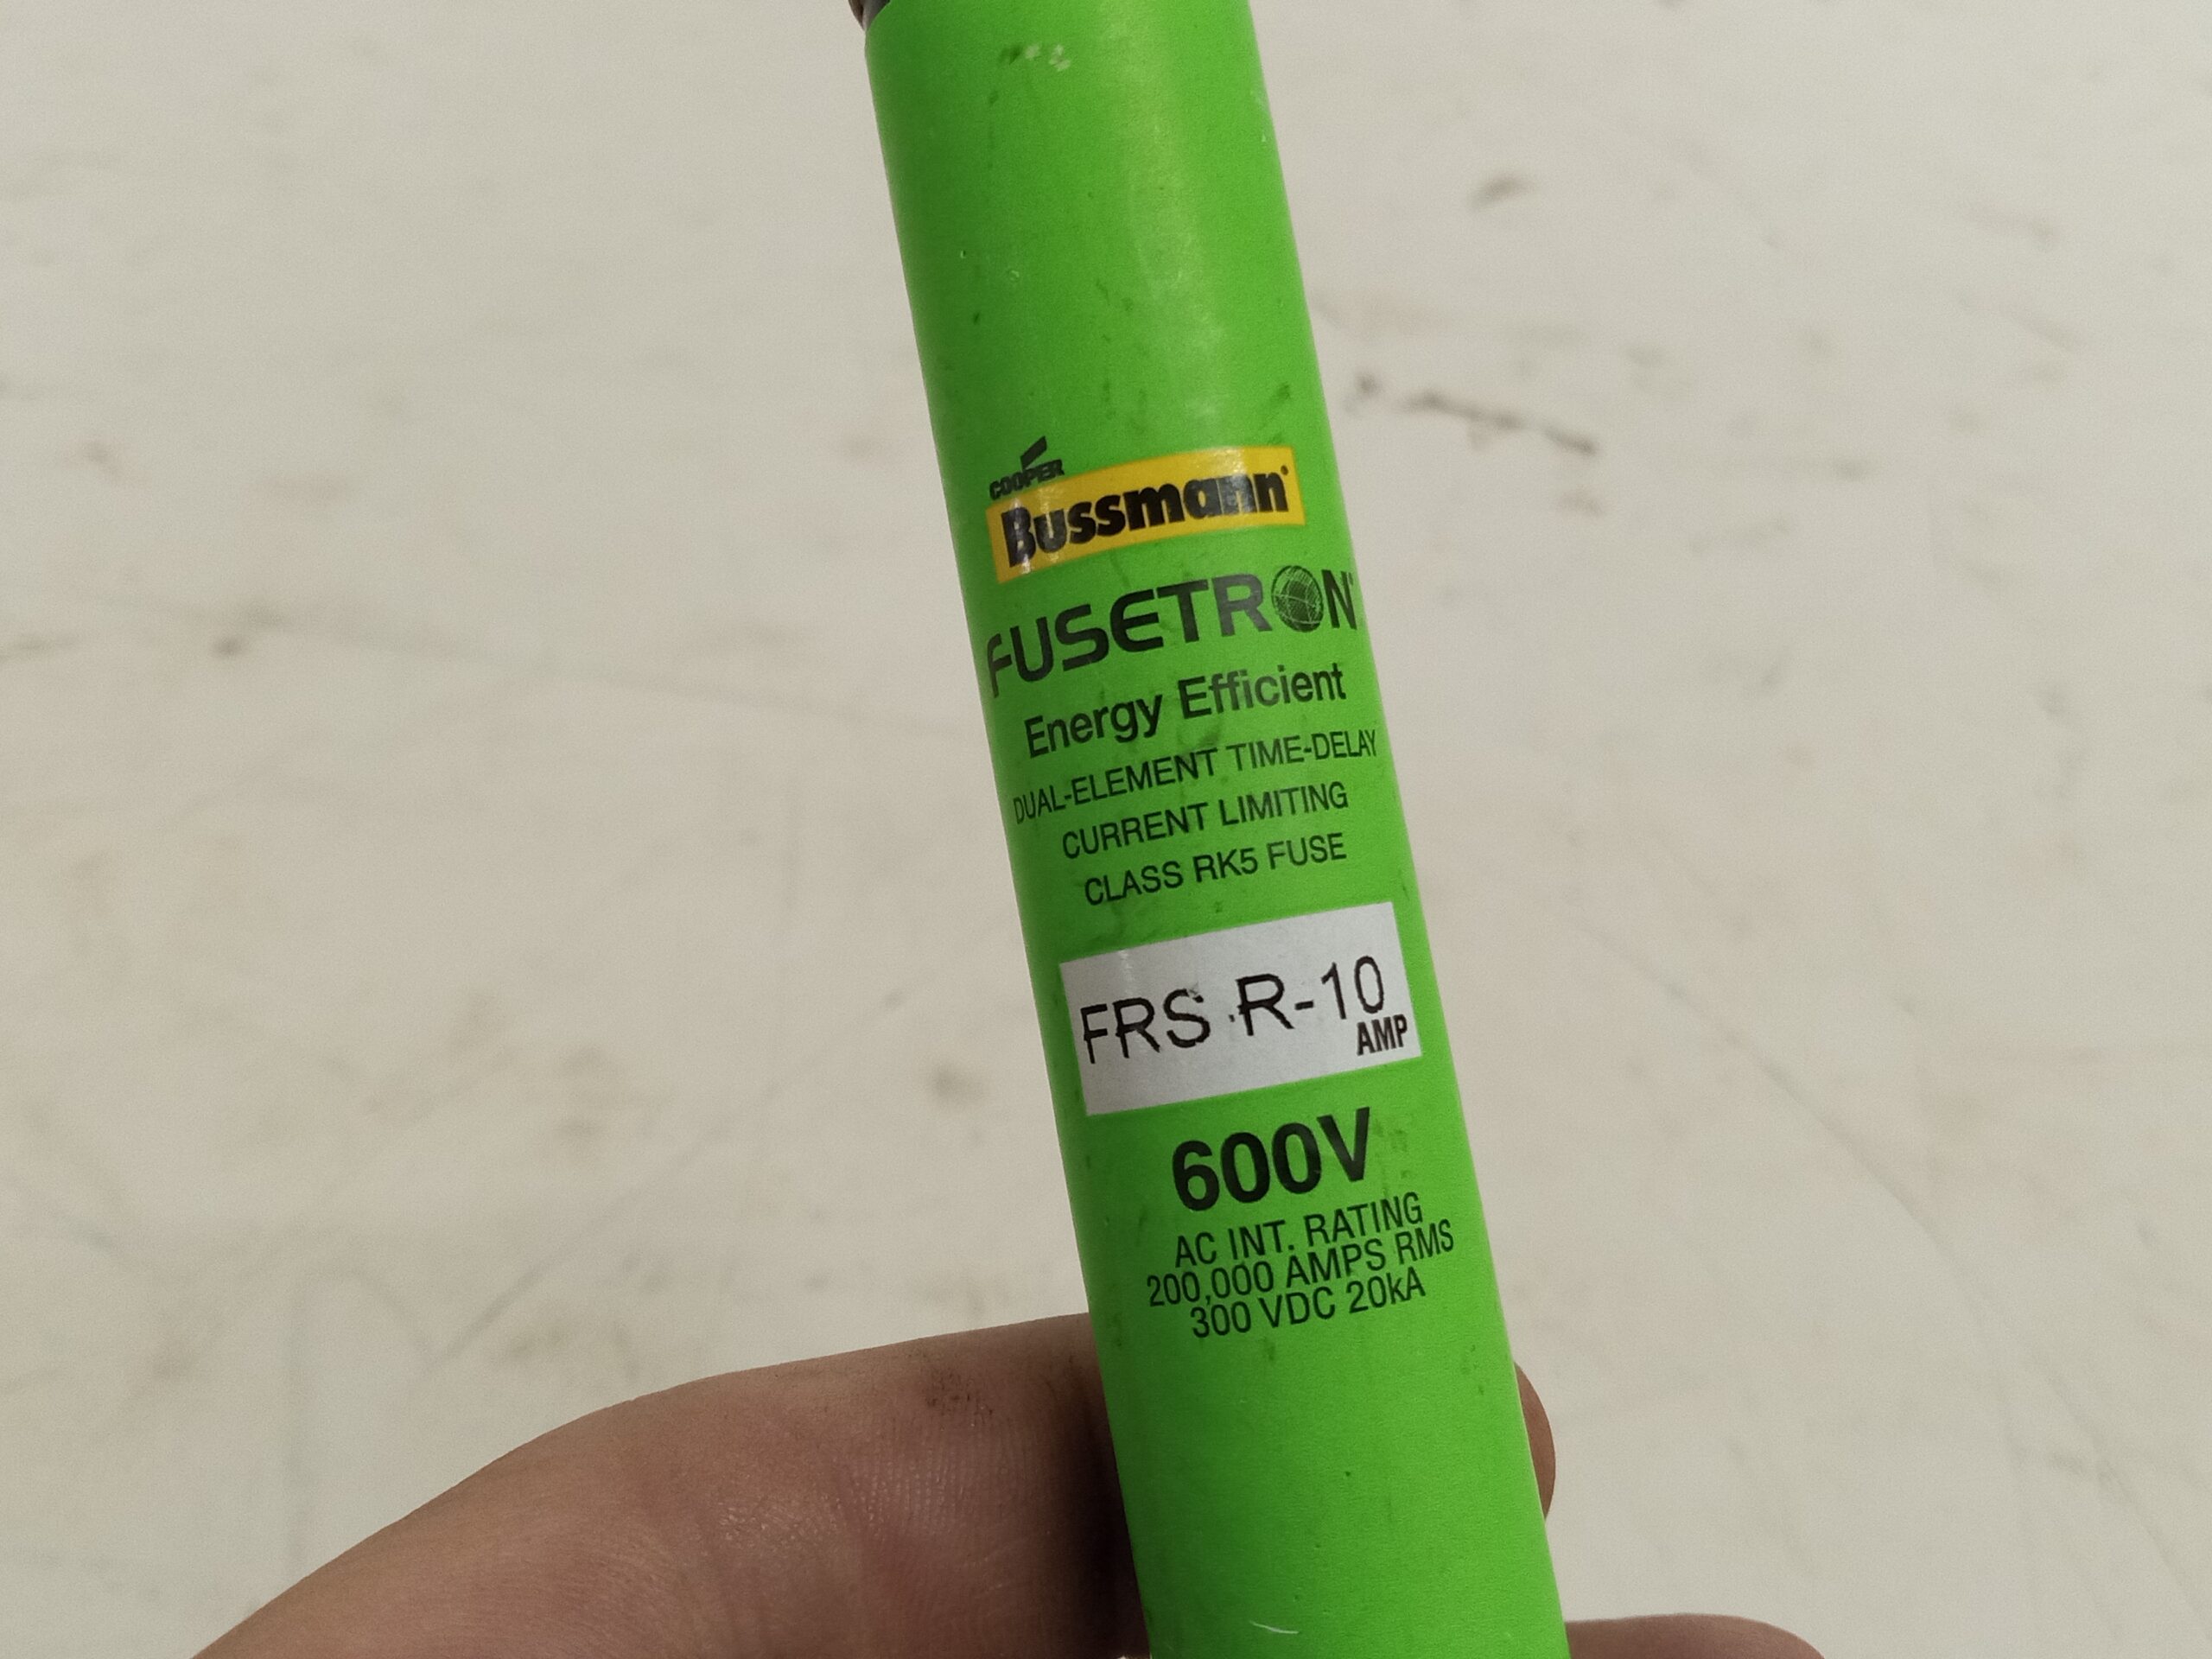 COOPER
Bussmann®
FUSETRON®
Energy Efficient
DUAL-ELEMENT TIME-DELAY
CURRENT LIMITING
CLASS RK5 FUSE
FRS R-10
AMP
600V
AC INT. RATING
200,000 AMPS RMS
300 VDC 20kA